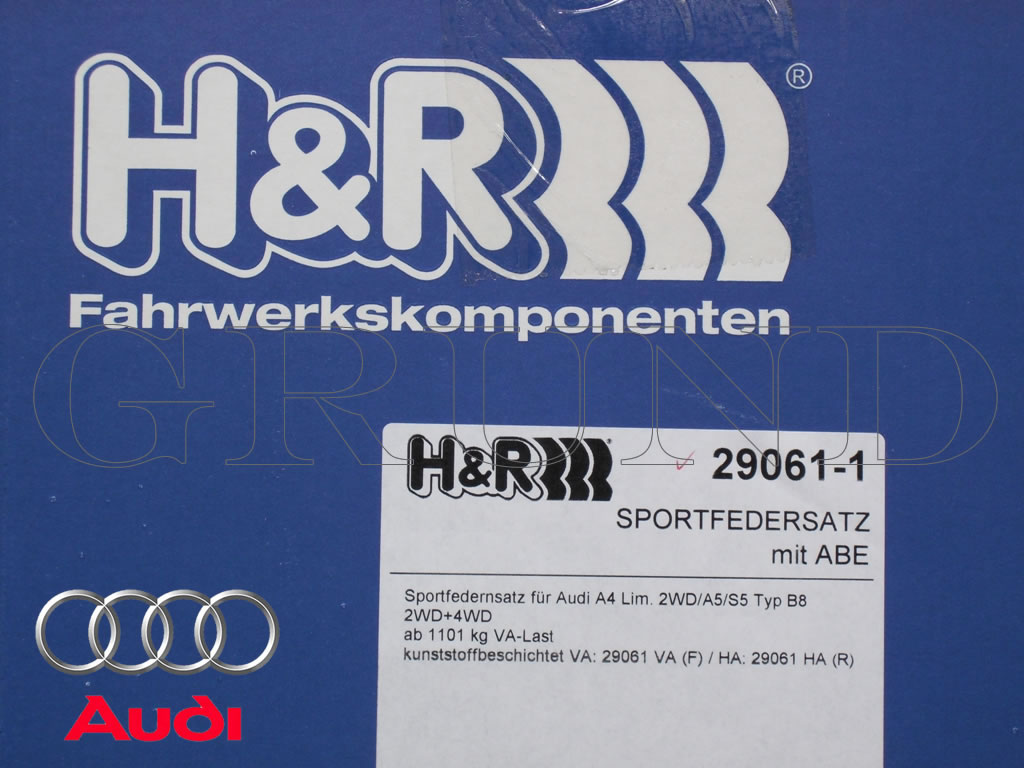 H&R ®
Fahrwerkskomponenten
GRUND
H&R ® 29061-1
SPORTFEDERSATZ
mit ABE
Sportfedernsatz für Audi A4 Lim. 2WD/A5/S5 Typ B8
2WD+4WD
ab 1101 kg VA-Last
kunststoffbeschichtet VA: 29061 VA (F) / HA: 29061 HA (R)
Audi